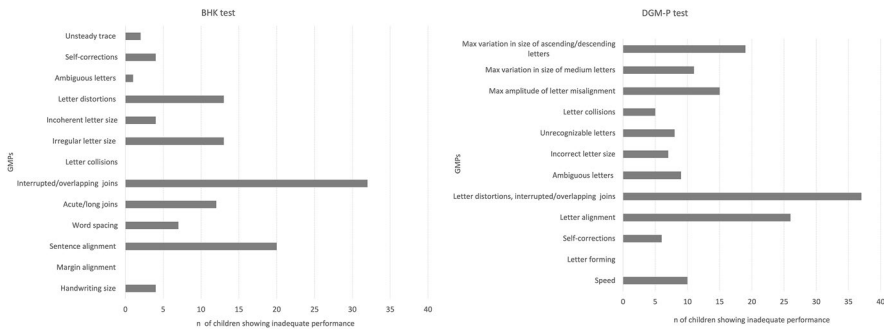 BHK test
GMPs
Unsteady trace
Self-corrections
Ambiguous letters
Letter distortions
Incoherent letter size
Irregular letter size
Letter collisions
Interrupted/overlapping joins
Acute/long joins
Word spacing
Sentence alignment
Margin alignment
Handwriting size
0 5 10 15 20 25 30 35 40
n of children showing inadequate performance
DGM-P test
GMPs
Max variation in size of ascending/descending
letters
Max variation in size of medium letters
Max amplitude of letter misalignment
Letter collisions
Unrecognizable letters
Incorrect letter size
Ambiguous letters
Letter distortions, interrupted/overlapping joins
Letter alignment
Self-corrections
Letter forming
Speed
0 5 10 15 20 25 30 35 40
n of children showing inadequate performance